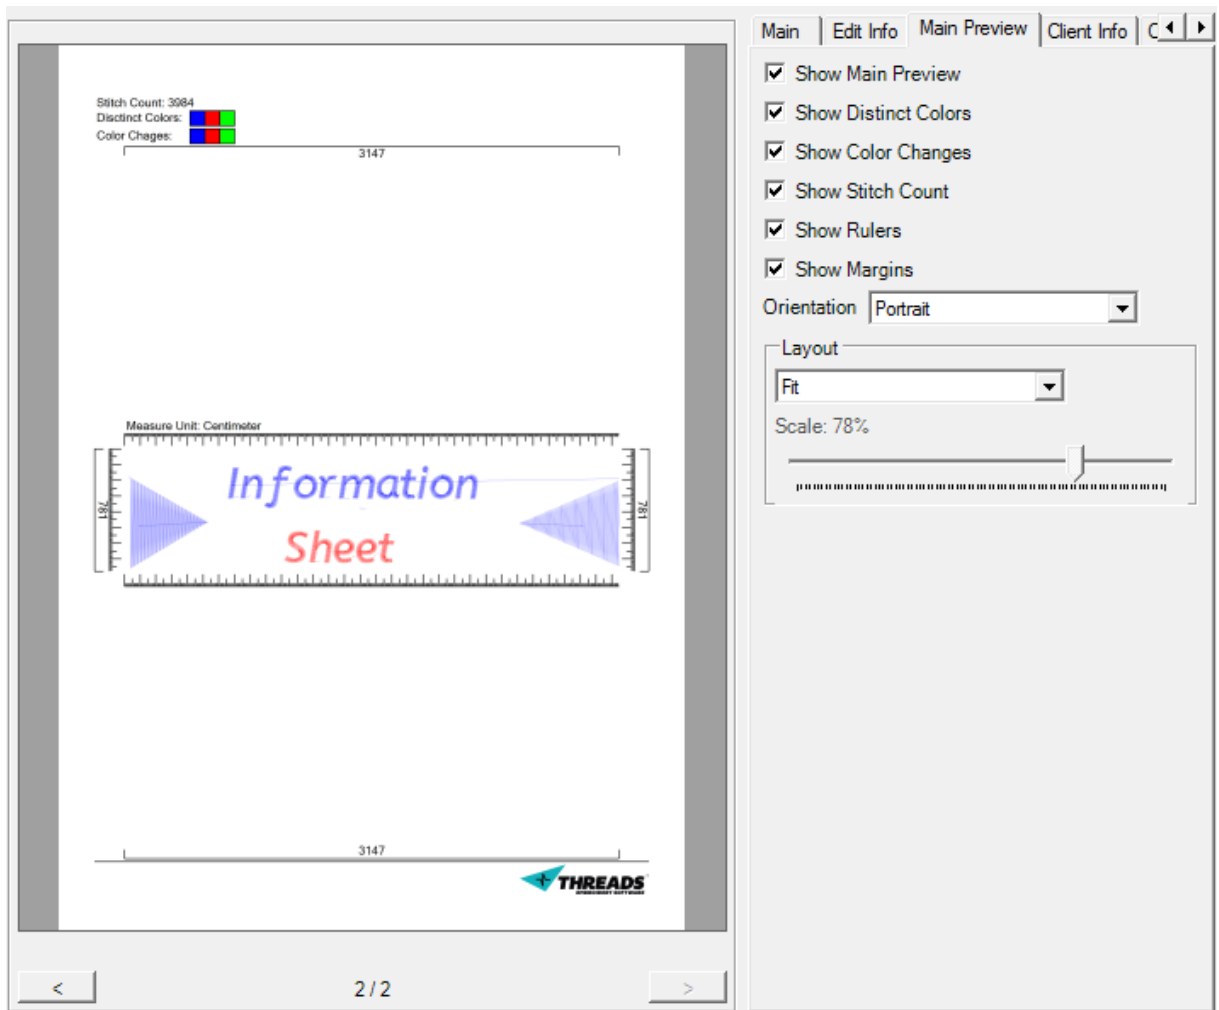 Main Edit Info Main Preview Client Info
Stitch Count: 3984
Disctinct Colors:
Color Chages:
3147
Measure Unit: Centimeter
781
Information
Sheet
781
3147
THREADS
EMBROIDERY SOFTWARE
< 2 / 2 >
Show Main Preview
Show Distinct Colors
Show Color Changes
Show Stitch Count
Show Rulers
Show Margins
Orientation Portrait
Layout
Fit
Scale: 78%